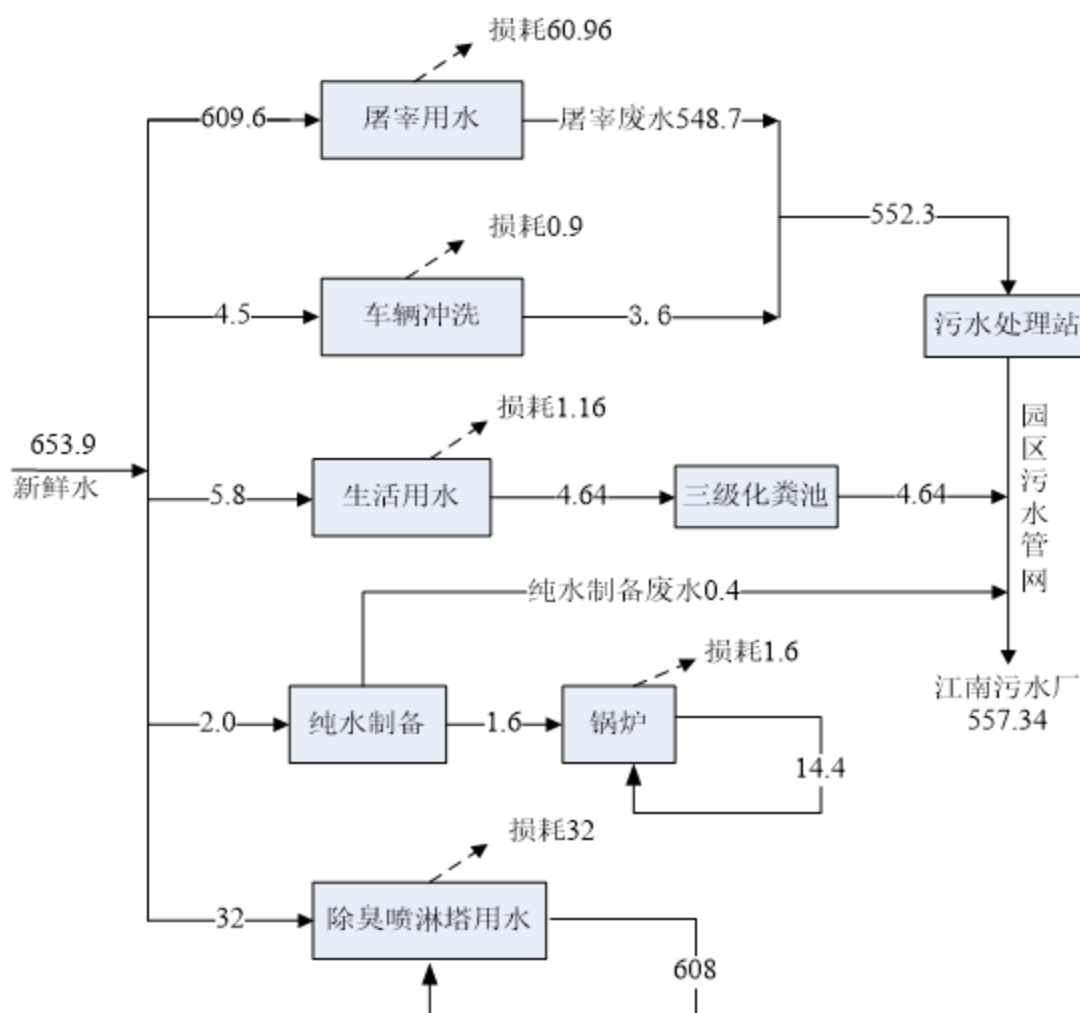 损耗60.96
609.6
屠宰用水
屠宰废水548.7
552.3
损耗0.9
4.5
车辆冲洗
3. 6
污水处理站
损耗1.16
653.9
新鲜水
5.8
生活用水
4.64
三级化粪池
4.64
园区污水管网
纯水制备废水0.4
损耗1.6
江南污水厂
557.34
2.0
纯水制备
1.6
锅炉
14.4
损耗32
32
除臭喷淋塔用水
608